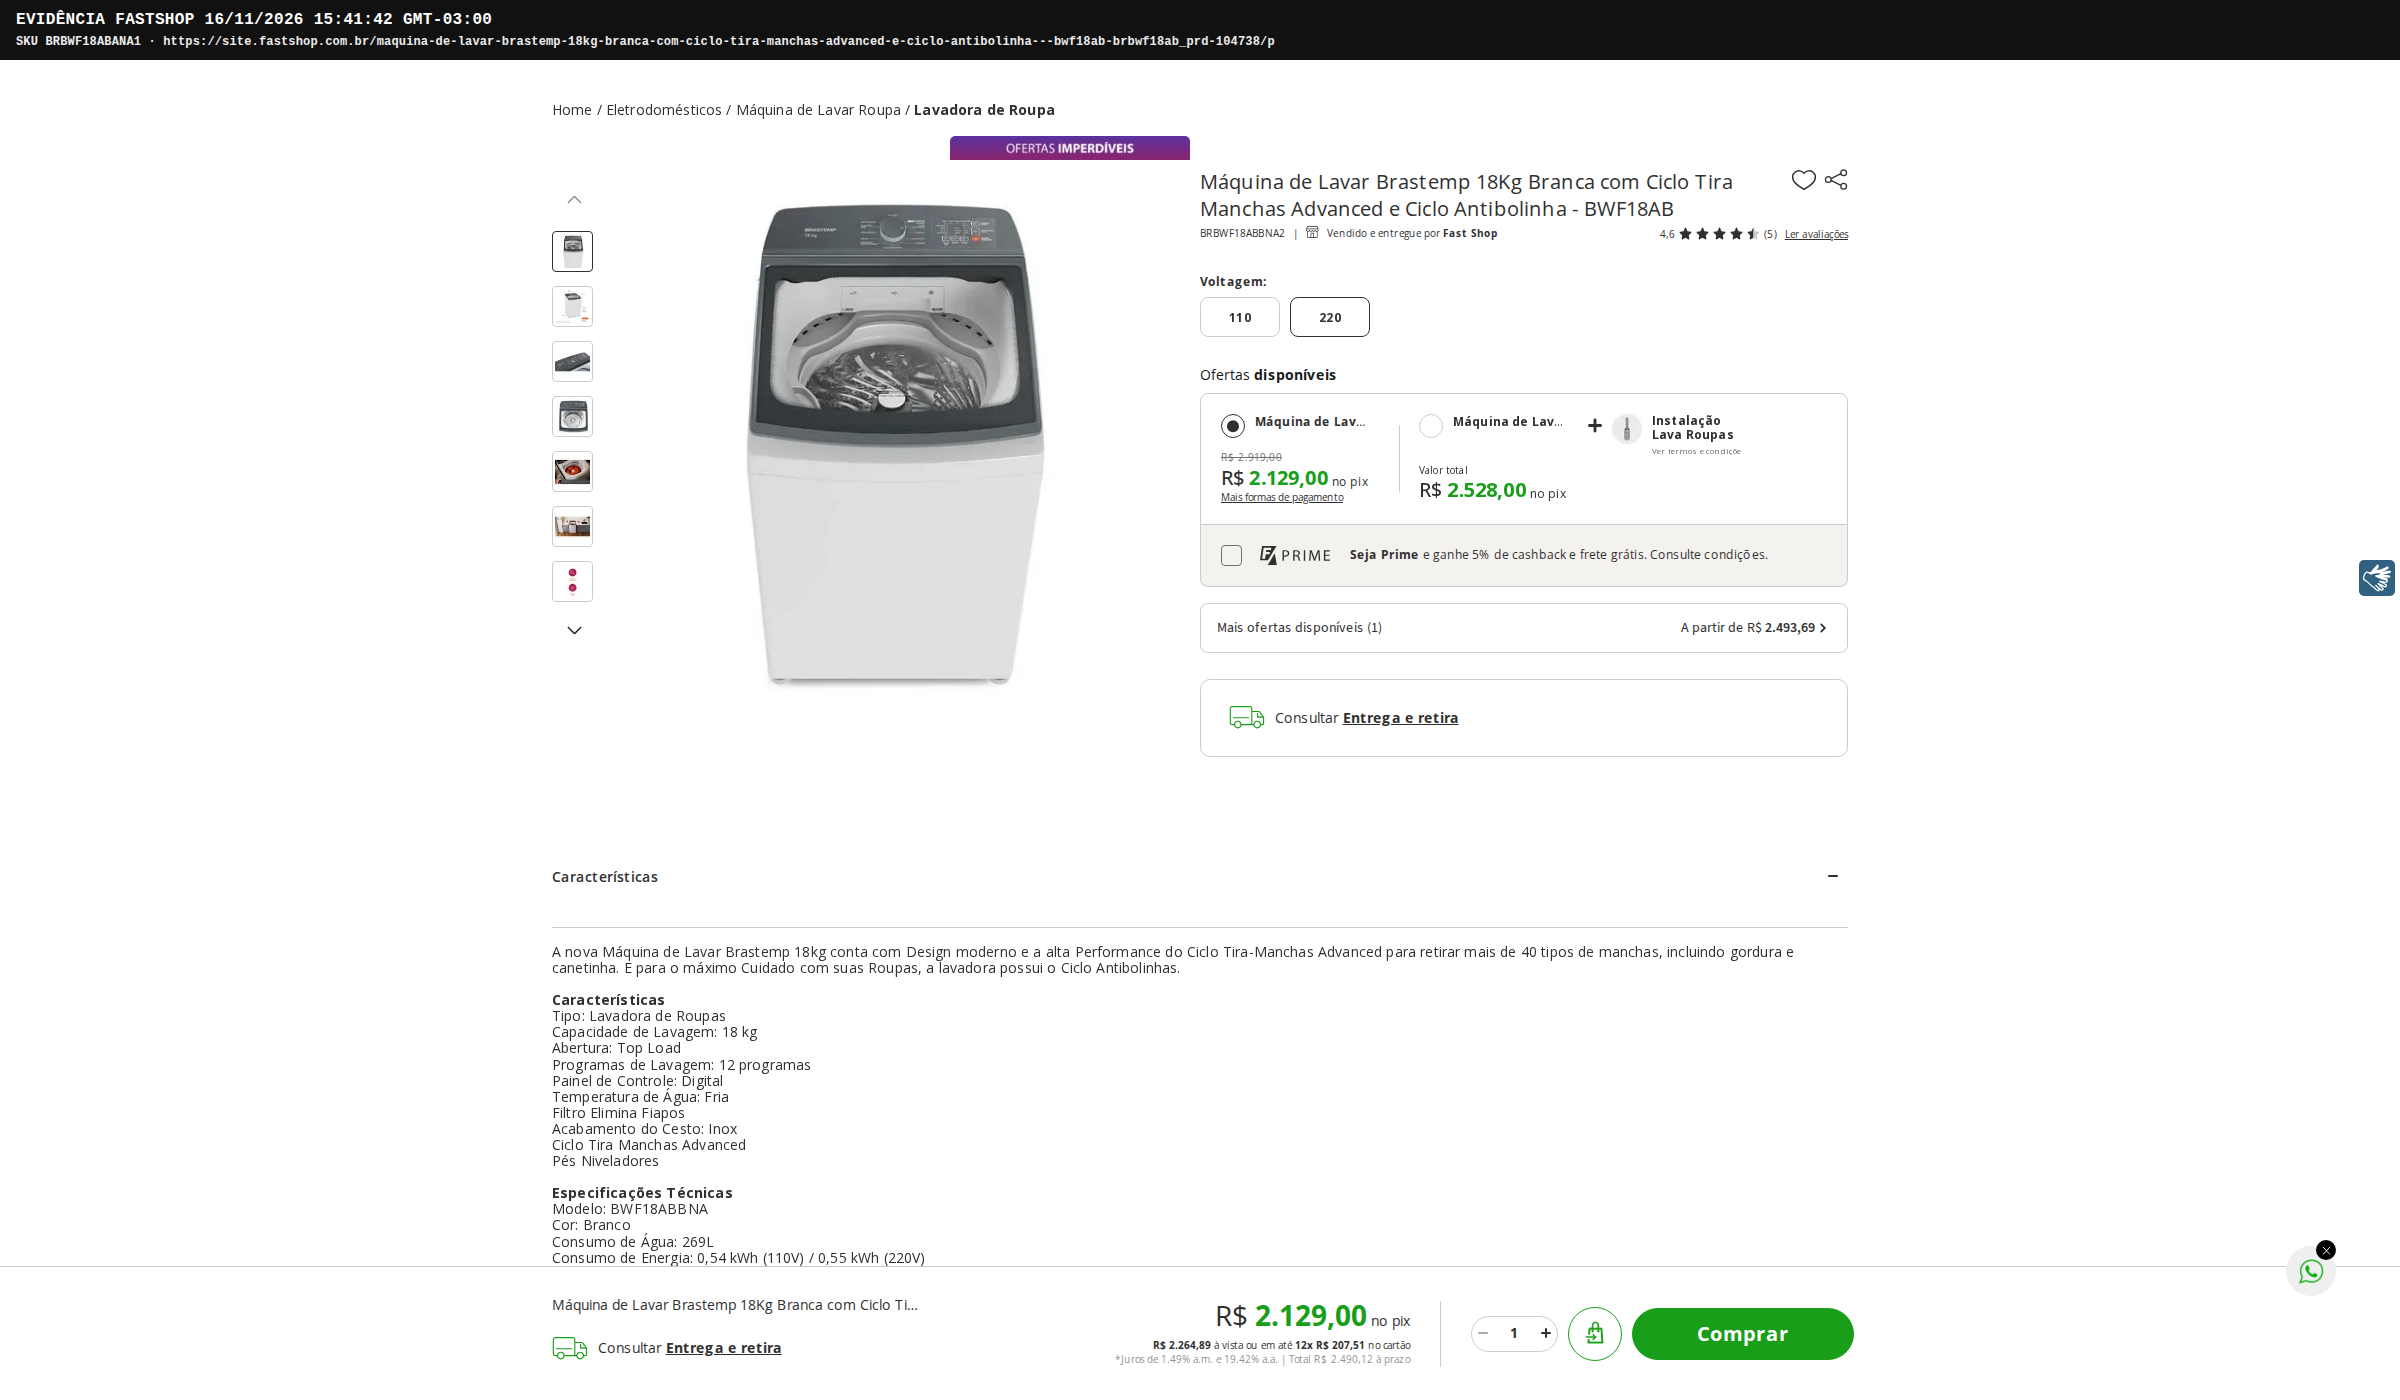 EVIDÊNCIA FASTSHOP 16/11/2026 15:41:42 GMT-03:00
SKU BRBWF18ABANA1 · https://site.fastshop.com.br/maquina-de-lavar-brastemp-18kg-branca-com-ciclo-tira-manchas-advanced-e-ciclo-antibolinha---bwf18ab-brbwf18ab_prd-104738/p
Home / Eletrodomésticos / Máquina de Lavar Roupa / Lavadora de Roupa
OFERTAS IMPERDÍVEIS
Máquina de Lavar Brastemp 18Kg Branca com Ciclo Tira
Manchas Advanced e Ciclo Antibolinha - BWF18AB
BRBWF18ABBNA2 | Vendido e entregue por Fast Shop
4,6 (5) Ler avaliações
Voltagem:
110
220
Ofertas disponíveis
Máquina de Lav...
R$ 2.919,00
R$ 2.129,00 no pix
Mais formas de pagamento
Máquina de Lav...
+
Instalação
Lava Roupas
Ver termos e condiçõe
Valor total
R$ 2.528,00 no pix
PRIME
Seja Prime e ganhe 5% de cashback e frete grátis. Consulte condições.
Mais ofertas disponíveis (1)
A partir de R$ 2.493,69
Consultar Entrega e retira
BRASTEMP
Características
A nova Máquina de Lavar Brastemp 18kg conta com Design moderno e a alta Performance do Ciclo Tira-Manchas Advanced para retirar mais de 40 tipos de manchas, incluindo gordura e
canetinha. E para o máximo Cuidado com suas Roupas, a lavadora possui o Ciclo Antibolinhas.
Características
Tipo: Lavadora de Roupas
Capacidade de Lavagem: 18 kg
Abertura: Top Load
Programas de Lavagem: 12 programas
Painel de Controle: Digital
Temperatura de Água: Fria
Filtro Elimina Fiapos
Acabamento do Cesto: Inox
Ciclo Tira Manchas Advanced
Pés Niveladores
Especificações Técnicas
Modelo: BWF18ABBNA
Cor: Branco
Consumo de Água: 269L
Consumo de Energia: 0,54 kWh (110V) / 0,55 kWh (220V)
Máquina de Lavar Brastemp 18Kg Branca com Ciclo Ti...
Consultar Entrega e retira
R$ 2.129,00 no pix
R$ 2.264,89 à vista ou em até 12x R$ 207,51 no cartão
*Juros de 1.49% a.m. e 19.42% a.a. | Total R$ 2.490,12 à prazo
− 1 +
Comprar